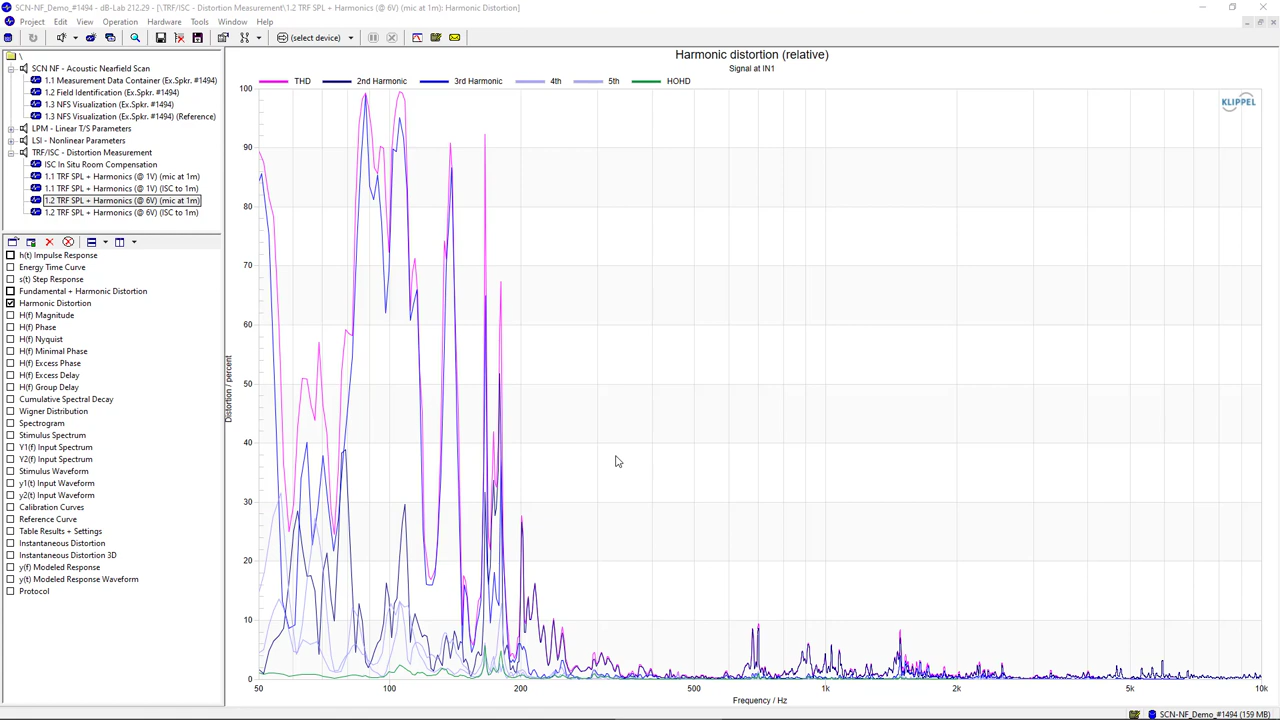 SCN-NF_Demo_#1494 - dB-Lab 212.29 - [\TRF/ISC - Distortion Measurement\1.2 TRF SPL + Harmonics (@ 6V) (mic at 1m): Harmonic Distortion]
Project Edit View Operation Hardware Tools Window Help
(select device)
\
SCN NF - Acoustic Nearfield Scan
1.1 Measurement Data Container (Ex.Spkr. #1494)
1.2 Field Identification (Ex.Spkr. #1494)
1.3 NFS Visualization (Ex.Spkr. #1494)
1.3 NFS Visualization (Ex.Spkr. #1494) (Reference)
LPM - Linear T/S Parameters
LSI - Nonlinear Parameters
TRF/ISC - Distortion Measurement
ISC In Situ Room Compensation
1.1 TRF SPL + Harmonics (@ 1V) (mic at 1m)
1.1 TRF SPL + Harmonics (@ 1V) (ISC to 1m)
1.2 TRF SPL + Harmonics (@ 6V) (mic at 1m)
1.2 TRF SPL + Harmonics (@ 6V) (ISC to 1m)
h(t) Impulse Response
Energy Time Curve
s(t) Step Response
Fundamental + Harmonic Distortion
Harmonic Distortion
H(f) Magnitude
H(f) Phase
H(f) Nyquist
H(f) Minimal Phase
H(f) Excess Phase
H(f) Excess Delay
H(f) Group Delay
Cumulative Spectral Decay
Wigner Distribution
Spectrogram
Stimulus Spectrum
Y1(f) Input Spectrum
Y2(f) Input Spectrum
Stimulus Waveform
y1(t) Input Waveform
y2(t) Input Waveform
Calibration Curves
Reference Curve
Table Results + Settings
Instantaneous Distortion
Instantaneous Distortion 3D
y(f) Modeled Response
y(t) Modeled Response Waveform
Protocol
Harmonic distortion (relative)
Signal at IN1
THD 2nd Harmonic 3rd Harmonic 4th 5th HOHD
KLIPPEL
100
90
80
70
60
50
40
30
20
10
0
Distortion / percent
50 100 200 500 1k 2k 5k 10k
Frequency / Hz
SCN-NF_Demo_#1494 (159 MB)